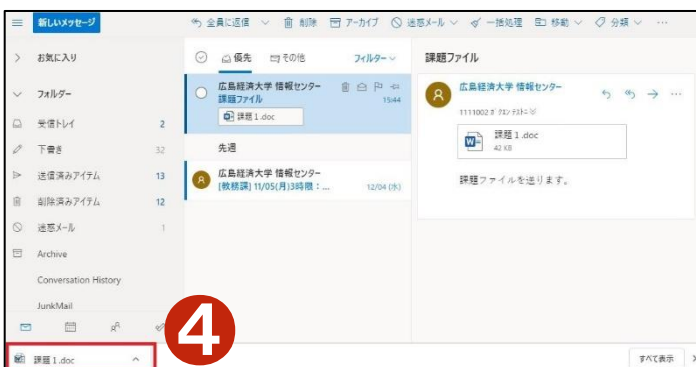 新しいメッセージ
全員に返信 削除 アーカイブ 迷惑メール 一括処理 移動 分類 …
お気に入り
フォルダー
受信トレイ 2
下書き 32
送信済みアイテム 13
削除済みアイテム 12
迷惑メール 1
Archive
Conversation History
JunkMail
優先 その他 フィルター
広島経済大学 情報センター
課題ファイル 15:44
課題1.doc
先週
A 広島経済大学 情報センター
[教務課] 11/05(月)3時限:... 12/04 (水)
課題ファイル
A 広島経済大学 情報センター
課題1.doc
42 KB
課題ファイルを送ります。
4
課題1.doc
すべて表示